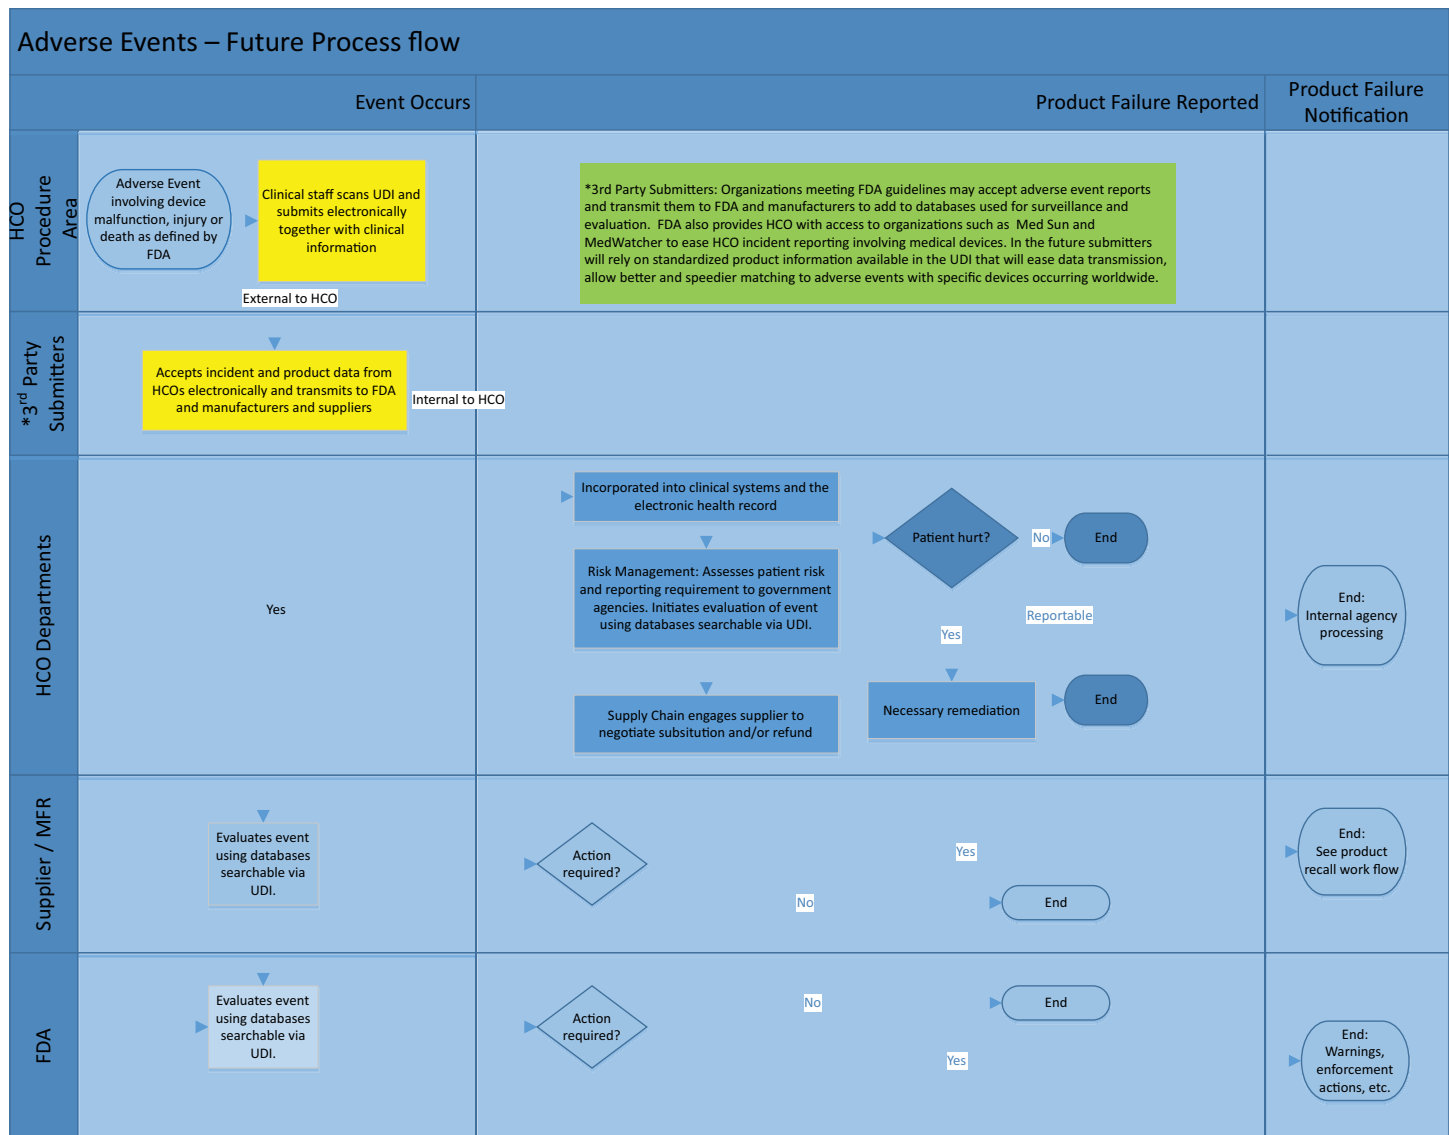 Adverse Events – Future Process flow
Event Occurs
Product Failure Reported
Product Failure
Notification
HCO
Procedure
Area
Adverse Event
involving device
malfunction, injury or
death as defined by
FDA
Clinical staff scans UDI and
submits electronically
together with clinical
information
External to HCO
*3rd Party Submitters: Organizations meeting FDA guidelines may accept adverse event reports
and transmit them to FDA and manufacturers to add to databases used for surveillance and
evaluation.  FDA also provides HCO with access to organizations such as  Med Sun and
MedWatcher to ease HCO incident reporting involving medical devices. In the future submitters
will rely on standardized product information available in the UDI that will ease data transmission,
allow better and speedier matching to adverse events with specific devices occurring worldwide.
*3rd Party
Submitters
Accepts incident and product data from
HCOs electronically and transmits to FDA
and manufacturers and suppliers
Internal to HCO
HCO Departments
Yes
Incorporated into clinical systems and the
electronic health record
Risk Management: Assesses patient risk
and reporting requirement to government
agencies. Initiates evaluation of event
using databases searchable via UDI.
Supply Chain engages supplier to
negotiate subsitution and/or refund
Patient hurt?
No
End
Reportable
Yes
Necessary remediation
End
End:
Internal agency
processing
Supplier / MFR
Evaluates event
using databases
searchable via
UDI.
Action
required?
Yes
No
End
End:
See product
recall work flow
FDA
Evaluates event
using databases
searchable via
UDI.
Action
required?
No
End
Yes
End:
Warnings,
enforcement
actions, etc.